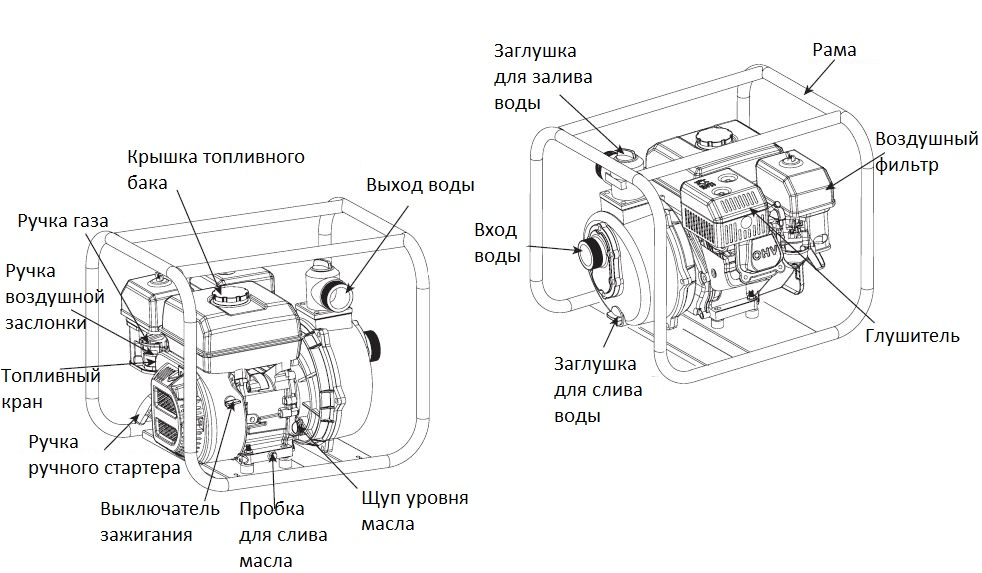 Крышка топливного
бака
Выход воды
Ручка газа
Ручка
воздушной
заслонки
Топливный
кран
Ручка
ручного стартера
Выключатель
зажигания
Пробка
для слива
масла
Щуп уровня
масла
Заглушка
для залива
воды
Рама
Воздушный
фильтр
Вход
воды
OHV
Глушитель
Заглушка
для слива
воды